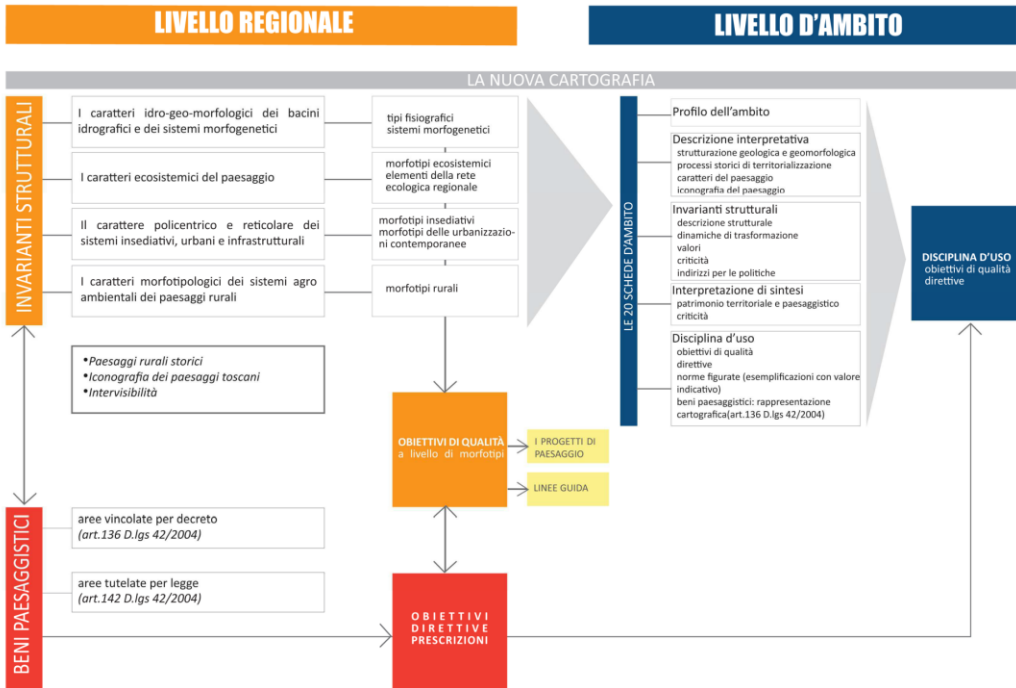 LIVELLO REGIONALE
LIVELLO D'AMBITO
LA NUOVA CARTOGRAFIA
INVARIANTI STRUTTURALI
I caratteri idro-geo-morfologici dei bacini
idrografici e dei sistemi morfogenetici
tipi fisiografici
sistemi morfogenetici
I caratteri ecosistemici del paesaggio
morfotipi ecosistemici
elementi della rete
ecologica regionale
Il carattere policentrico e reticolare dei
sistemi insediativi, urbani e infrastrutturali
morfotipi insediativi
morfotipi delle urbanizzazio-
ni contemporanee
I caratteri morfotipologici dei sistemi agro
ambientali dei paesaggi rurali
morfotipi rurali
•Paesaggi rurali storici
•Iconografia dei paesaggi toscani
•Intervisibilità
OBIETTIVI DI QUALITÀ
a livello di morfotipi
I PROGETTI DI
PAESAGGIO
LINEE GUIDA
BENI PAESAGGISTICI
aree vincolate per decreto
(art.136 D.lgs 42/2004)
aree tutelate per legge
(art.142 D.lgs 42/2004)
OBIETTIVI
DIRETTIVE
PRESCRIZIONI
LE 20 SCHEDE D'AMBITO
Profilo dell'ambito
Descrizione interpretativa
strutturazione geologica e geomorfologica
processi storici di territorializzazione
caratteri del paesaggio
iconografia del paesaggio
Invarianti strutturali
descrizione strutturale
dinamiche di trasformazione
valori
criticità
indirizzi per le politiche
Interpretazione di sintesi
patrimonio territoriale e paesaggistico
criticità
Disciplina d'uso
obiettivi di qualità
direttive
norme figurate (esemplificazioni con valore
indicativo)
beni paesaggistici: rappresentazione
cartografica(art.136 D.lgs 42/2004)
DISCIPLINA D'USO
obiettivi di qualità
direttive